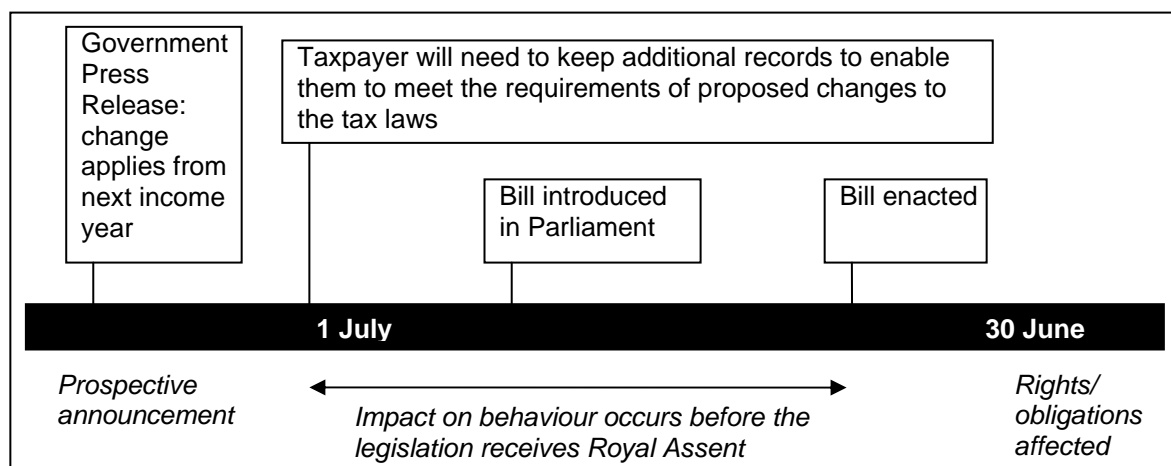 Government
Press
Release:
change
applies from
next income
year
Taxpayer will need to keep additional records to enable
them to meet the requirements of proposed changes to
the tax laws
Bill introduced
in Parliament
Bill enacted
1 July
30 June
Prospective
announcement
Impact on behaviour occurs before the
legislation receives Royal Assent
Rights/
obligations
affected